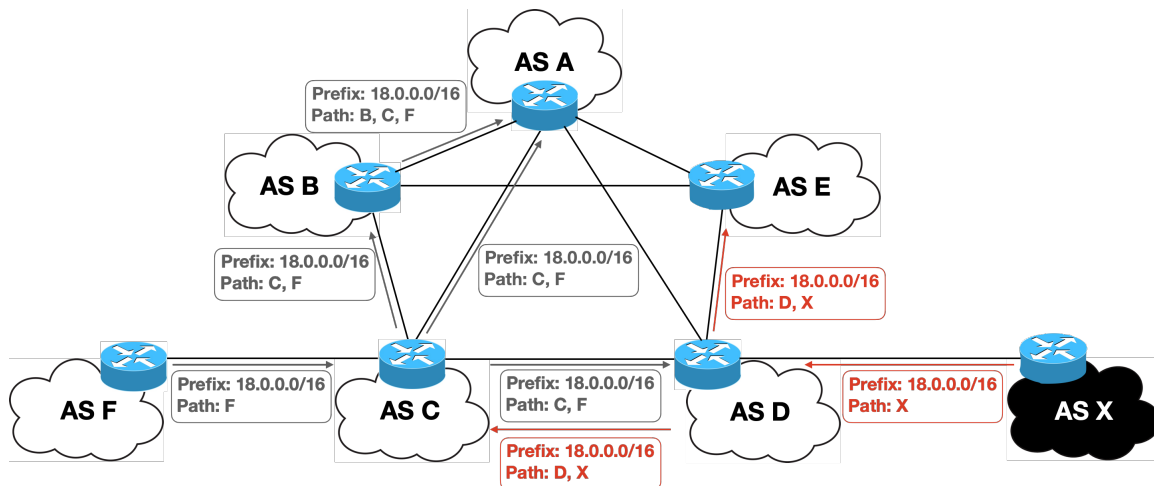 AS A
Prefix: 18.0.0.0/16
Path: B, C, F
AS B
AS E
Prefix: 18.0.0.0/16
Path: C, F
Prefix: 18.0.0.0/16
Path: C, F
Prefix: 18.0.0.0/16
Path: D, X
AS F
Prefix: 18.0.0.0/16
Path: F
AS C
Prefix: 18.0.0.0/16
Path: C, F
Prefix: 18.0.0.0/16
Path: D, X
AS D
Prefix: 18.0.0.0/16
Path: X
AS X